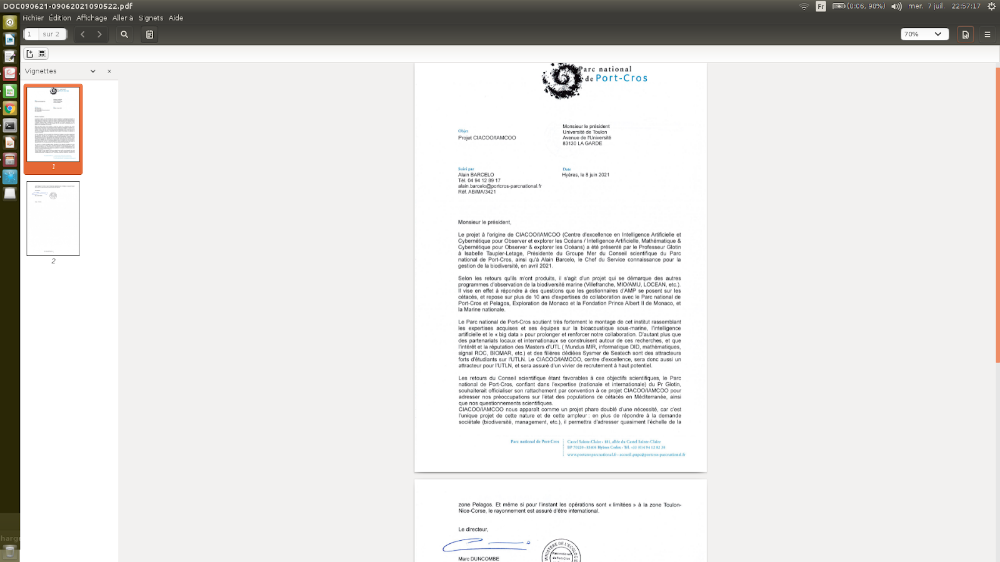 DOC090621-09062021090522.pdf
Fr (0:06, 98%) mer. 7 juil. 22:57:17
Fichier Édition Affichage Aller à Signets Aide
1 sur 2 70%
Vignettes
1
2
Parc national
de Port-Cros
Objet
Projet CIACOO/IAMCOO
Monsieur le président
Université de Toulon
Avenue de l'Université
83130 LA GARDE
Suivi par
Alain BARCELO
Tél. 04 94 12 89 17
alain.barcelo@portcros-parcnational.fr
Réf. AB/MA/3421
Date
Hyères, le 8 juin 2021
Monsieur le président,
Le projet à l'origine de CIACOO/IAMCOO (Centre d'excellence en Intelligence Artificielle et
Cybernétique pour Observer et explorer les Océans / Intelligence Artificielle, Mathématique &
Cybernétique pour Observer & explorer les Océans) a été présenté par le Professeur Glotin
à Isabelle Taupier-Letage, Présidente du Groupe Mer du Conseil scientifique du Parc
national de Port-Cros, ainsi qu'à Alain Barcelo, le Chef du Service connaissance pour la
gestion de la biodiversité, en avril 2021.
Selon les retours qu'ils m'ont produits, il s'agit d'un projet qui se démarque des autres
programmes d'observation de la biodiversité marine (Villefranche, MIO/AMU, LOCEAN, etc.).
Il vise en effet à répondre à des questions que les gestionnaires d'AMP se posent sur les
cétacés, et repose sur plus de 10 ans d'expertises de collaboration avec le Parc national de
Port-Cros et Pelagos, Exploration de Monaco et la Fondation Prince Albert II de Monaco, et
la Marine nationale.
Le Parc national de Port-Cros soutient très fortement le montage de cet institut rassemblant
les expertises acquises et ses équipes sur la bioacoustique sous-marine, l'intelligence
artificielle et le « big data » pour prolonger et renforcer notre collaboration. D'autant plus que
des partenariats locaux et internationaux se construisent autour de ces recherches, et que
l'intérêt et la réputation des Masters d'UTL ( Mundus MIR, informatique DID, mathématiques,
signal ROC, BIOMAR, etc.) et des filières dédiées Sysmer de Seatech sont des attracteurs
forts d'étudiants sur l'UTLN. Le CIACOO/IAMCOO, centre d'excellence, sera donc aussi un
attracteur pour l'UTLN, et sera assuré d'un vivier de recrutement à haut potentiel.
Les retours du Conseil scientifique étant favorables à ces objectifs scientifiques, le Parc
national de Port-Cros, confiant dans l'expertise (nationale et internationale) du Pr Glotin,
souhaiterait officialiser son rattachement par convention à ce projet CIACOO/IAMCOO pour
adresser nos préoccupations sur l'état des populations de cétacés en Méditerranée, ainsi
que nos questionnements scientifiques.
CIACOO/IAMCOO nous apparaît comme un projet phare doublé d'une nécessité, car c'est
l'unique projet de cette nature et de cette ampleur : en plus de répondre à la demande
sociétale (biodiversité, management, etc.), il permettra d'adresser quasiment l'échelle de la
Parc national de Port-Cros
Castel Sainte-Claire - 181, allée du Castel Sainte-Claire
BP 70220 - 83406 Hyères Cedex - Tél. +33 (0)4 94 12 82 30
www.portcrosparcnational.fr - accueil.pnpc@portcros-parcnational.fr
zone Pelagos. Et même si pour l'instant les opérations sont « limitées » à la zone Toulon-
Nice-Corse, le rayonnement est assuré d'être international.
Le directeur,
Marc DUNCOMBE
MINISTERE DE L'ECOLOGIE
Parc national
de Port-Cros